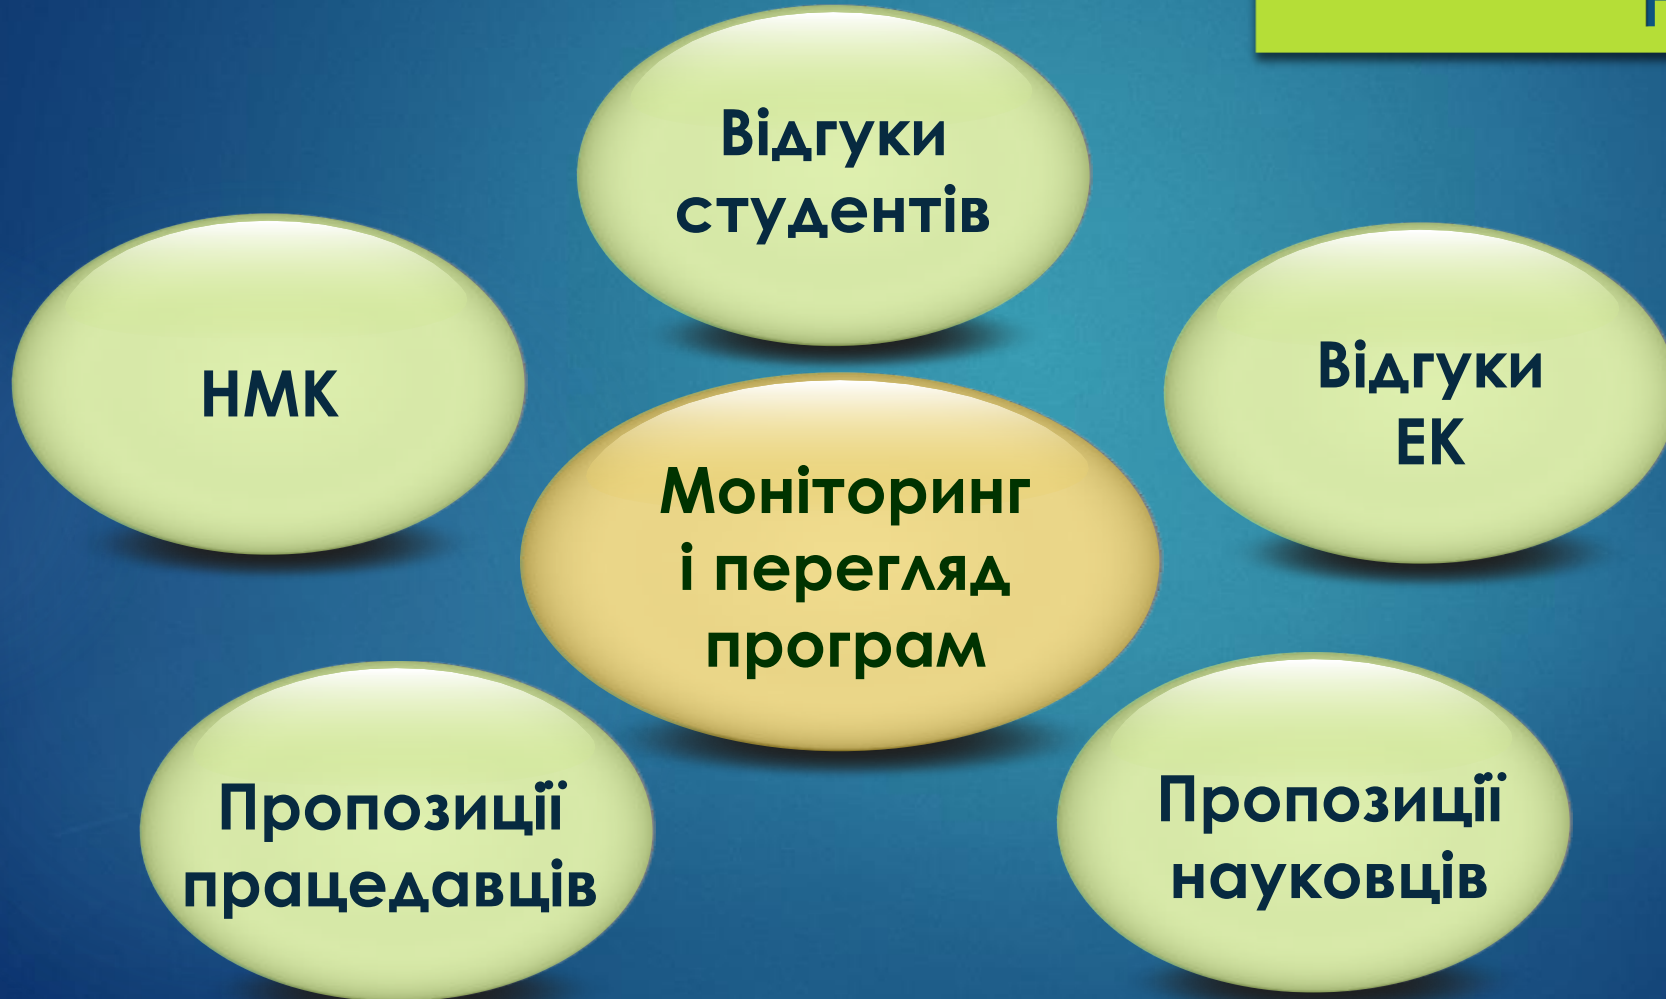 Відгуки
студентів
НМК
Відгуки
ЕК
Моніторинг
і перегляд
програм
Пропозиції
працедавців
Пропозиції
науковців